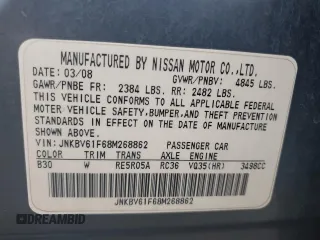 MANUFACTURED BY NISSAN MOTOR CO.,LTD.
DATE: 03/08 GVWR/PNBV: 4845 LBS.
GAWR/PNBE FR: 2384 LBS. RR: 2482 LBS.
THIS VEHICLE CONFORMS TO ALL APPLICABLE FEDERAL
MOTOR VEHICLE SAFETY,BUMPER,AND THEFT PREVENTION
STANDARDS IN EFFECT ON THE DATE OF MANUFACTURE
SHOWN ABOVE.
VIN: JNKBV61F68M268862 PASSENGER CAR
COLOR TRIM TRANS AXLE ENGINE
B30 W RE5R05A RC36 VQ35(HR) 3498CC
JNKBV61F68M268862